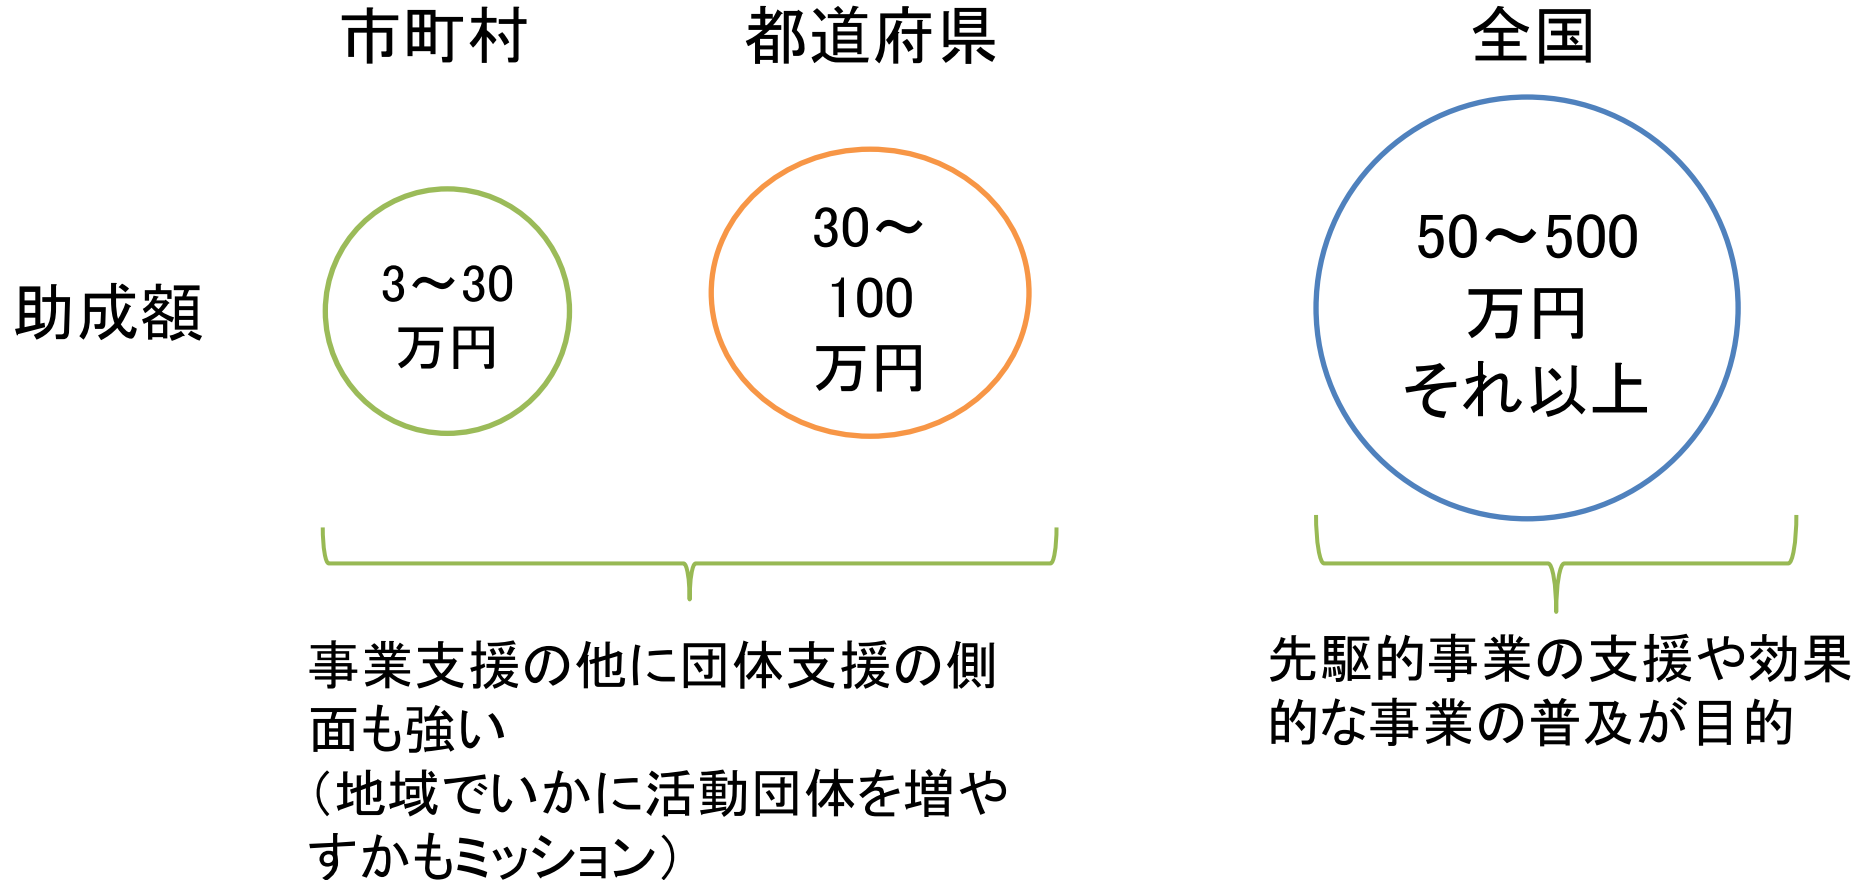 市町村
都道府県
全国
助成額
3～30
万円
30～
100
万円
50～500
万円
それ以上
事業支援の他に団体支援の側
面も強い
（地域でいかに活動団体を増や
すかもミッション）
先駆的事業の支援や効果
的な事業の普及が目的